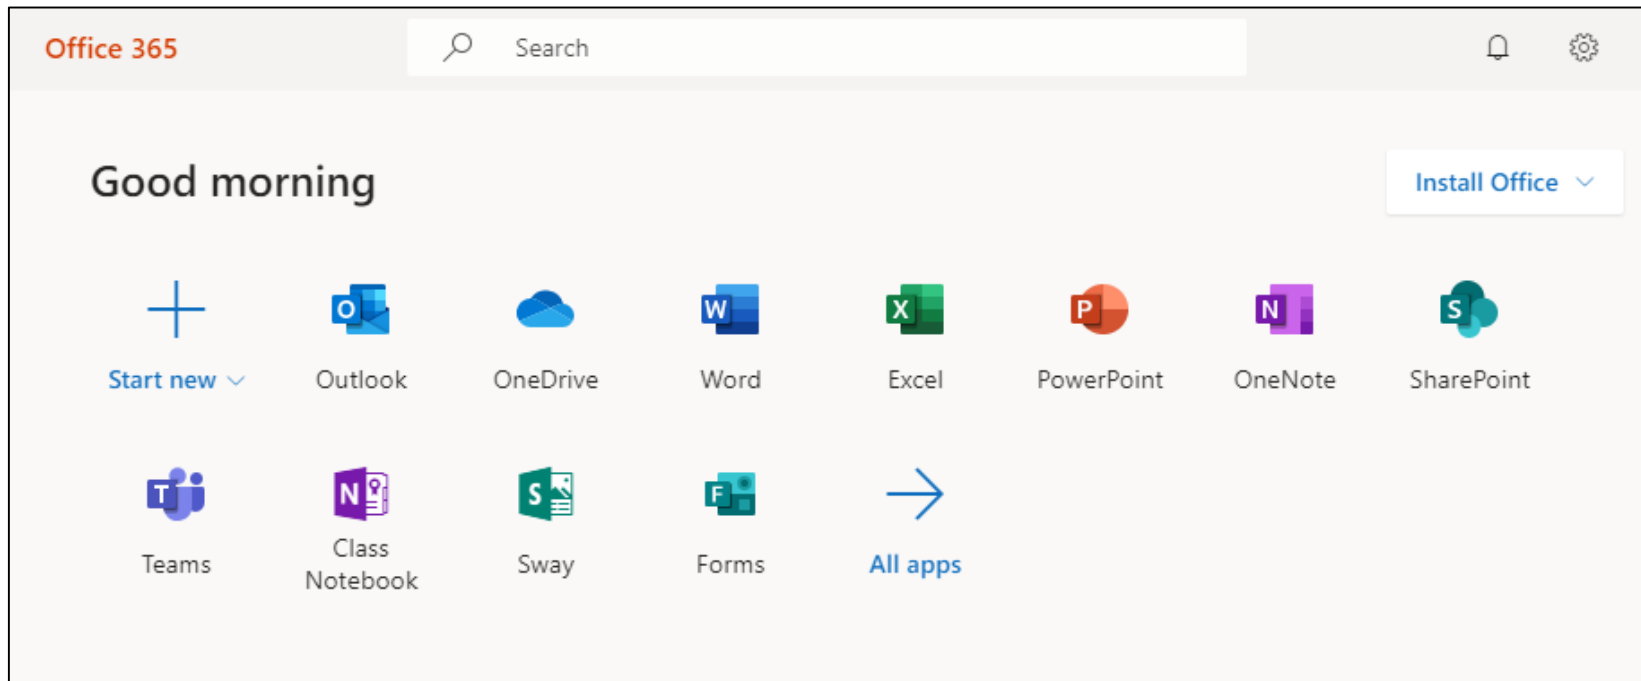 Office 365
Search
Good morning
Install Office
Start new
Outlook
OneDrive
Word
Excel
PowerPoint
OneNote
SharePoint
Teams
Class
Notebook
Sway
Forms
All apps